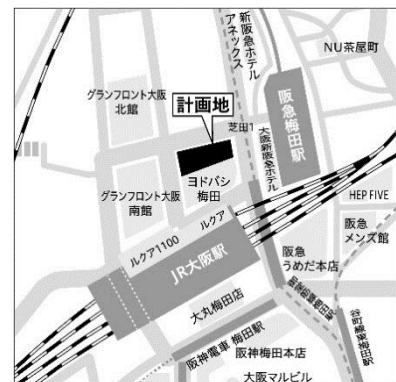 新阪急ホテル
アネックス
NU茶屋町
グランフロント大阪
北館
計画地
芝田1
阪急梅田駅
大阪新阪急ホテル
ヨドバシ
梅田
グランフロント大阪
南館
HEP FIVE
ルクア
ルクア1100
阪急
メンズ館
阪急
うめだ本店
JR大阪駅
大丸梅田店
阪神電車 梅田駅
阪神梅田本店
大阪マルビル